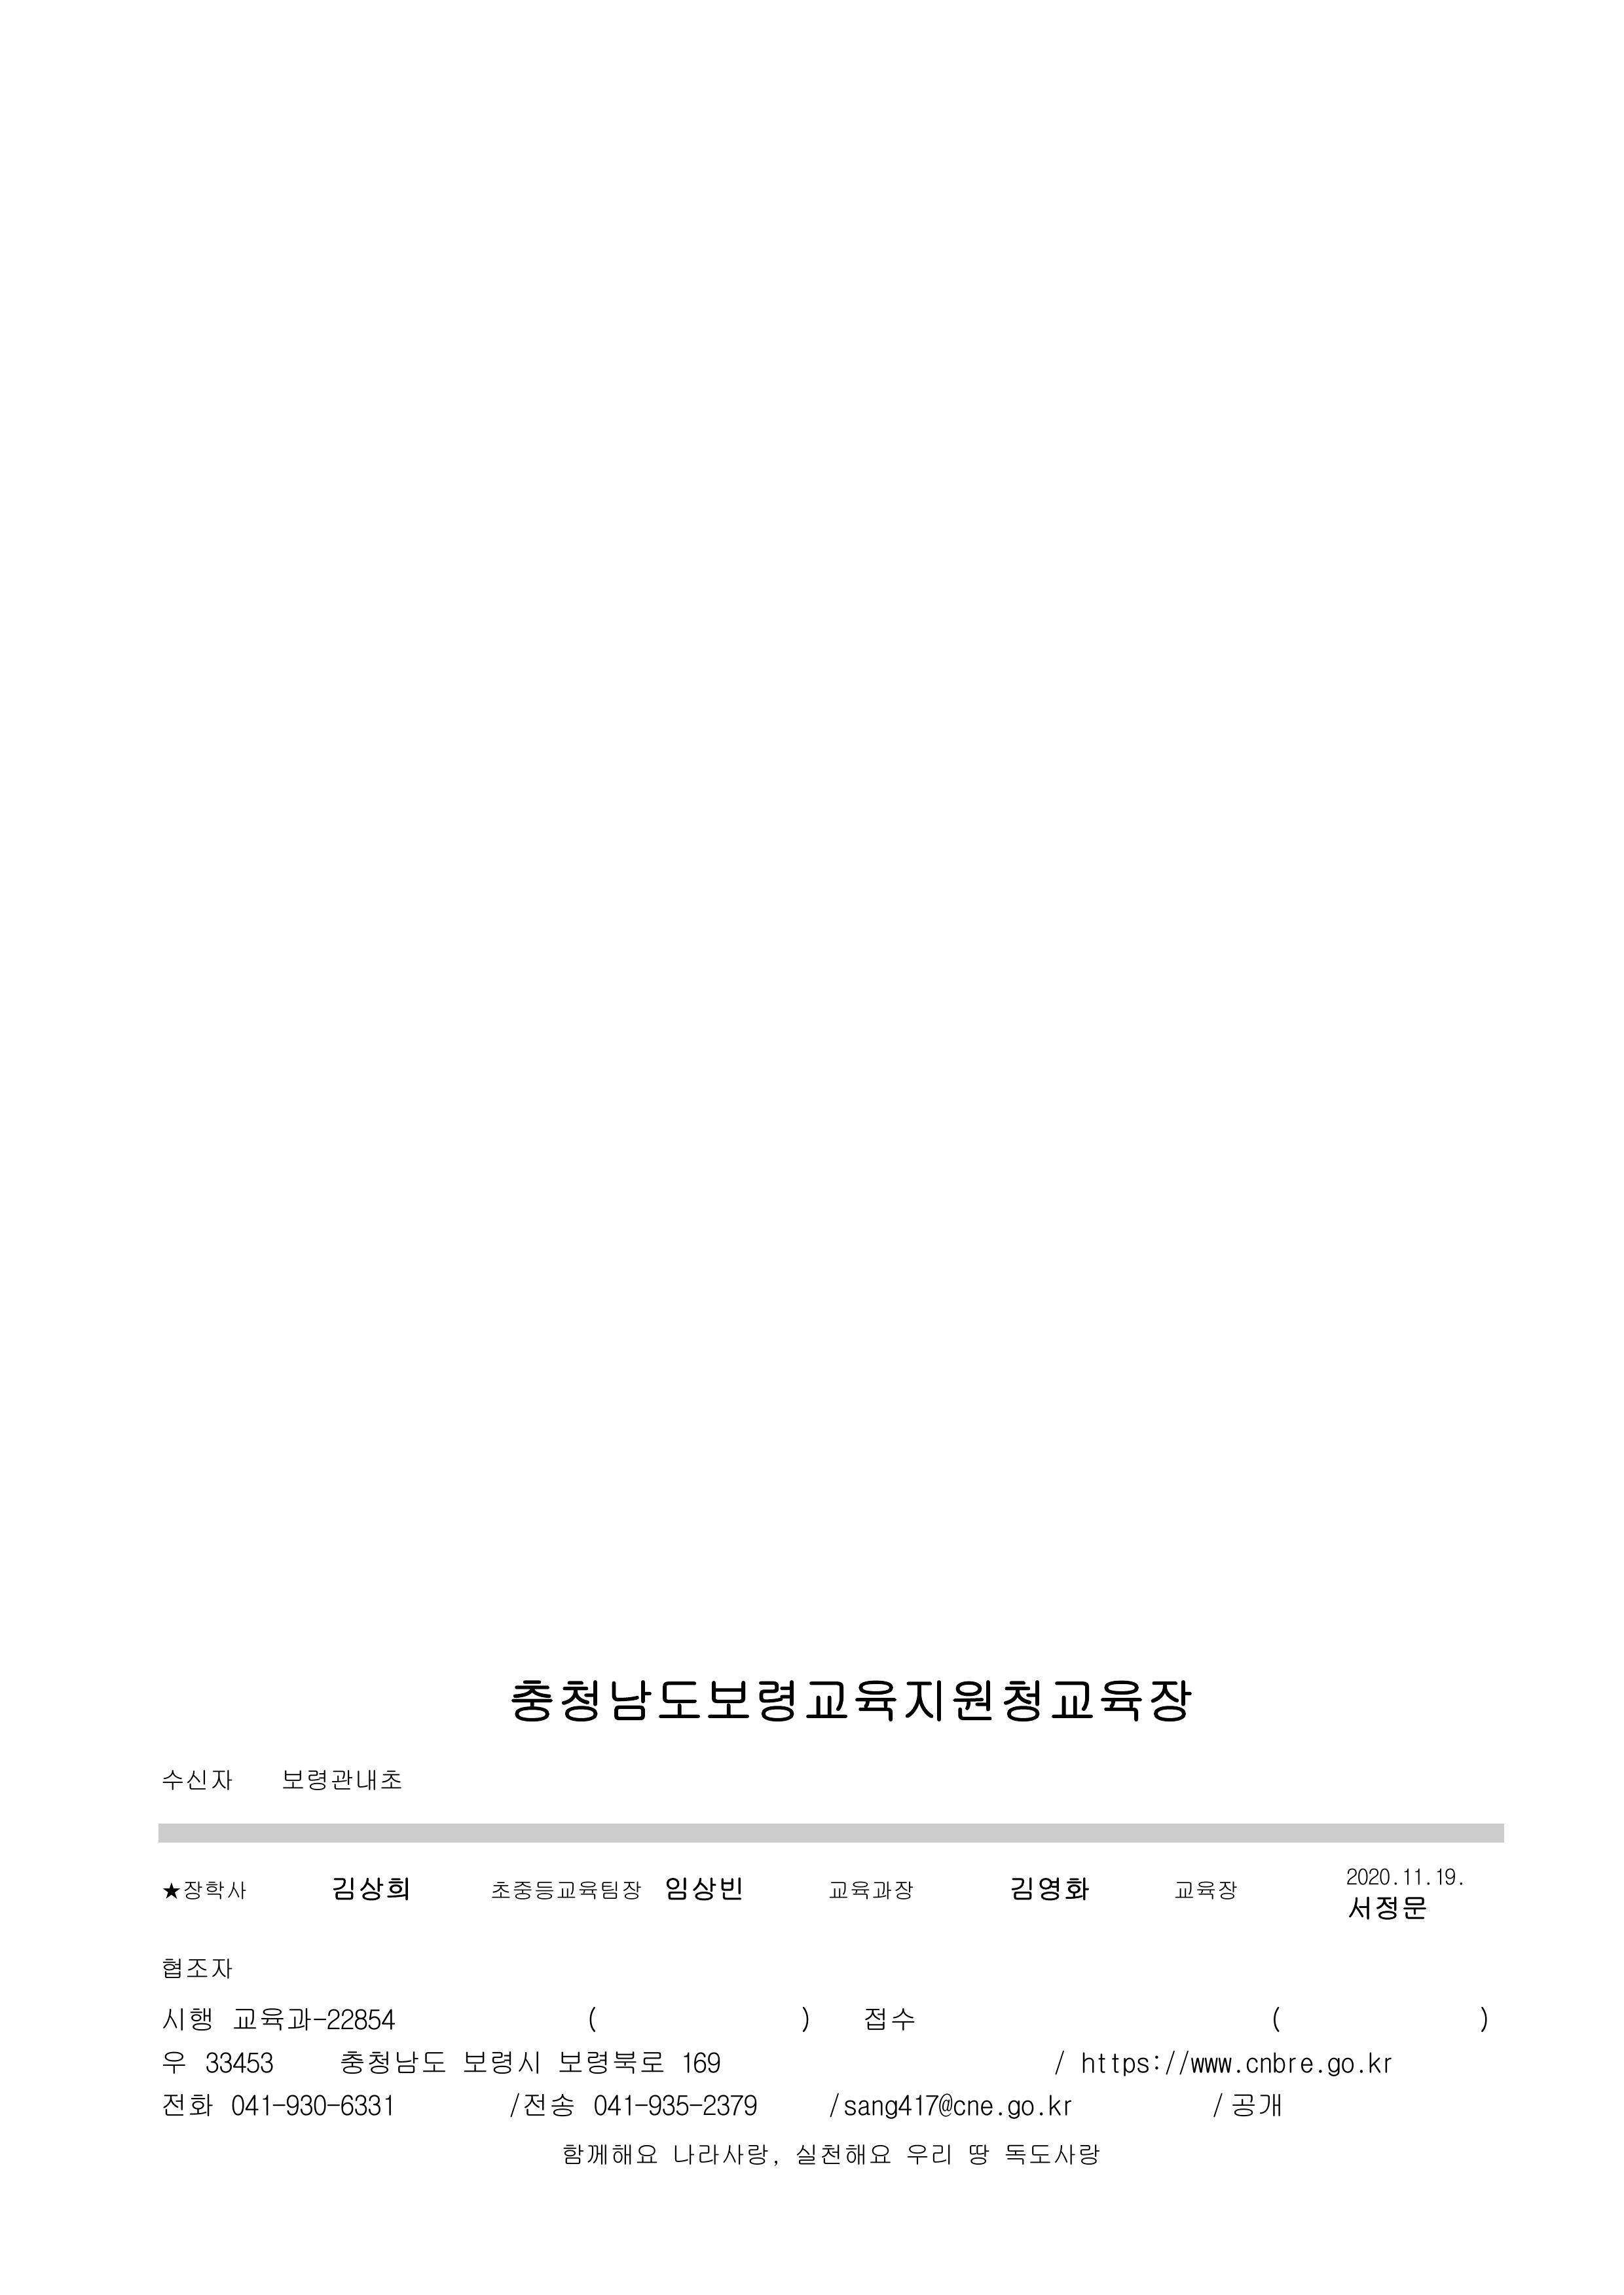 충청남도보령교육지원청교육장
수신자 보령관내초
★장학사 김상희 초중등교육팀장 임상빈 교육과장 김영화 교육장 2020.11.19. 서정문
협조자
시행 교육과-22854 ( ) 접수 ( )
우 33453 충청남도 보령시 보령북로 169 / https://www.cnbre.go.kr
전화 041-930-6331 /전송 041-935-2379 /sang417@cne.go.kr / 공개
함께해요 나라사랑, 실천해요 우리 땅 독도사랑